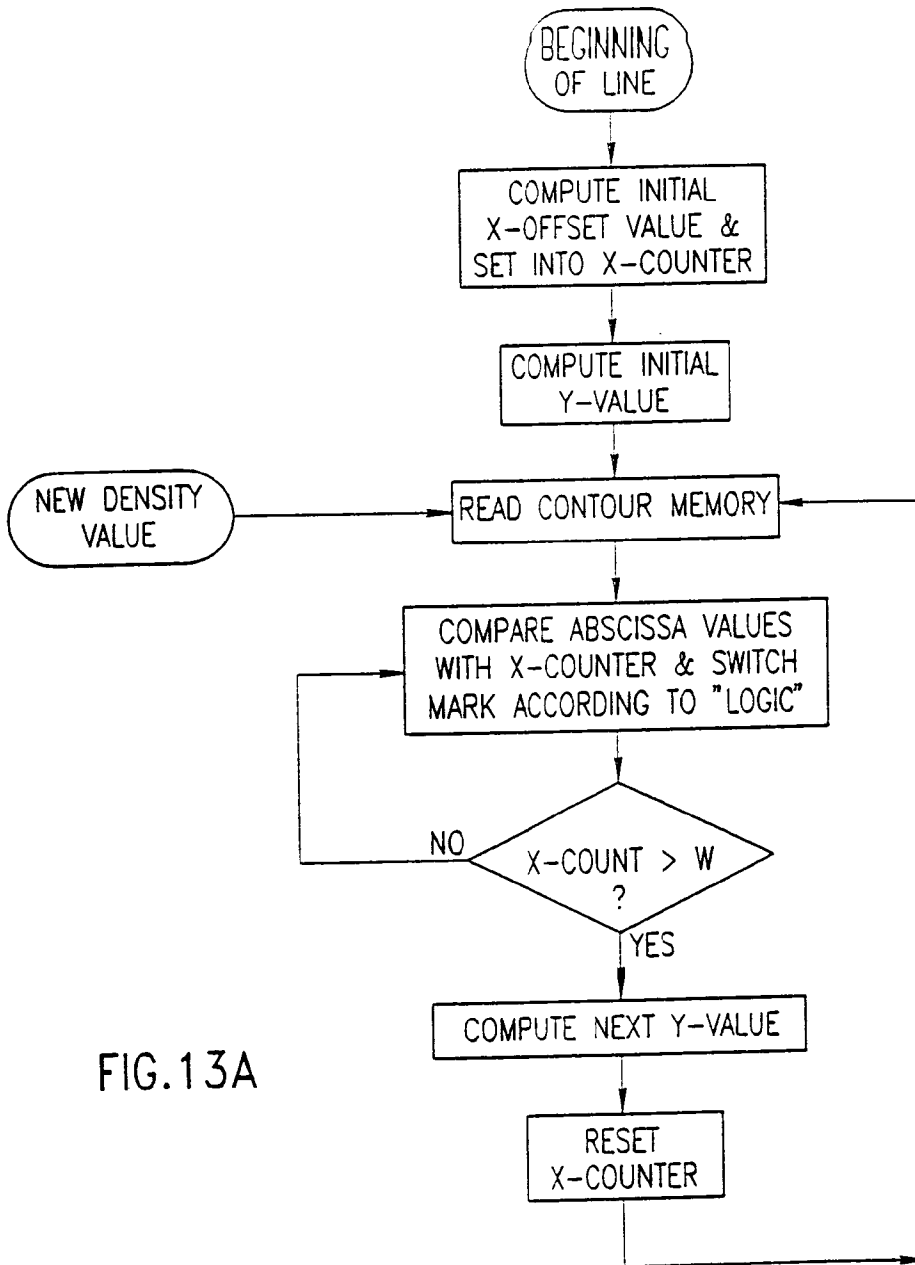 BEGINNING
OF LINE
COMPUTE INITIAL
X-OFFSET VALUE &
SET INTO X-COUNTER
COMPUTE INITIAL
Y-VALUE
NEW DENSITY
VALUE
READ CONTOUR MEMORY
COMPARE ABSCISSA VALUES
WITH X-COUNTER & SWITCH
MARK ACCORDING TO "LOGIC"
NO
X-COUNT > W
?
YES
COMPUTE NEXT Y-VALUE
FIG.13A
RESET
X-COUNTER